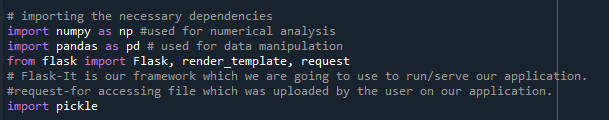 # importing the necessary dependencies
import numpy as np #used for numerical analysis
import pandas as pd # used for data manipulation
from flask import Flask, render_template, request
# Flask-It is our framework which we are going to use to run/serve our application.
#request-for accessing file which was uploaded by the user on our application.
import pickle